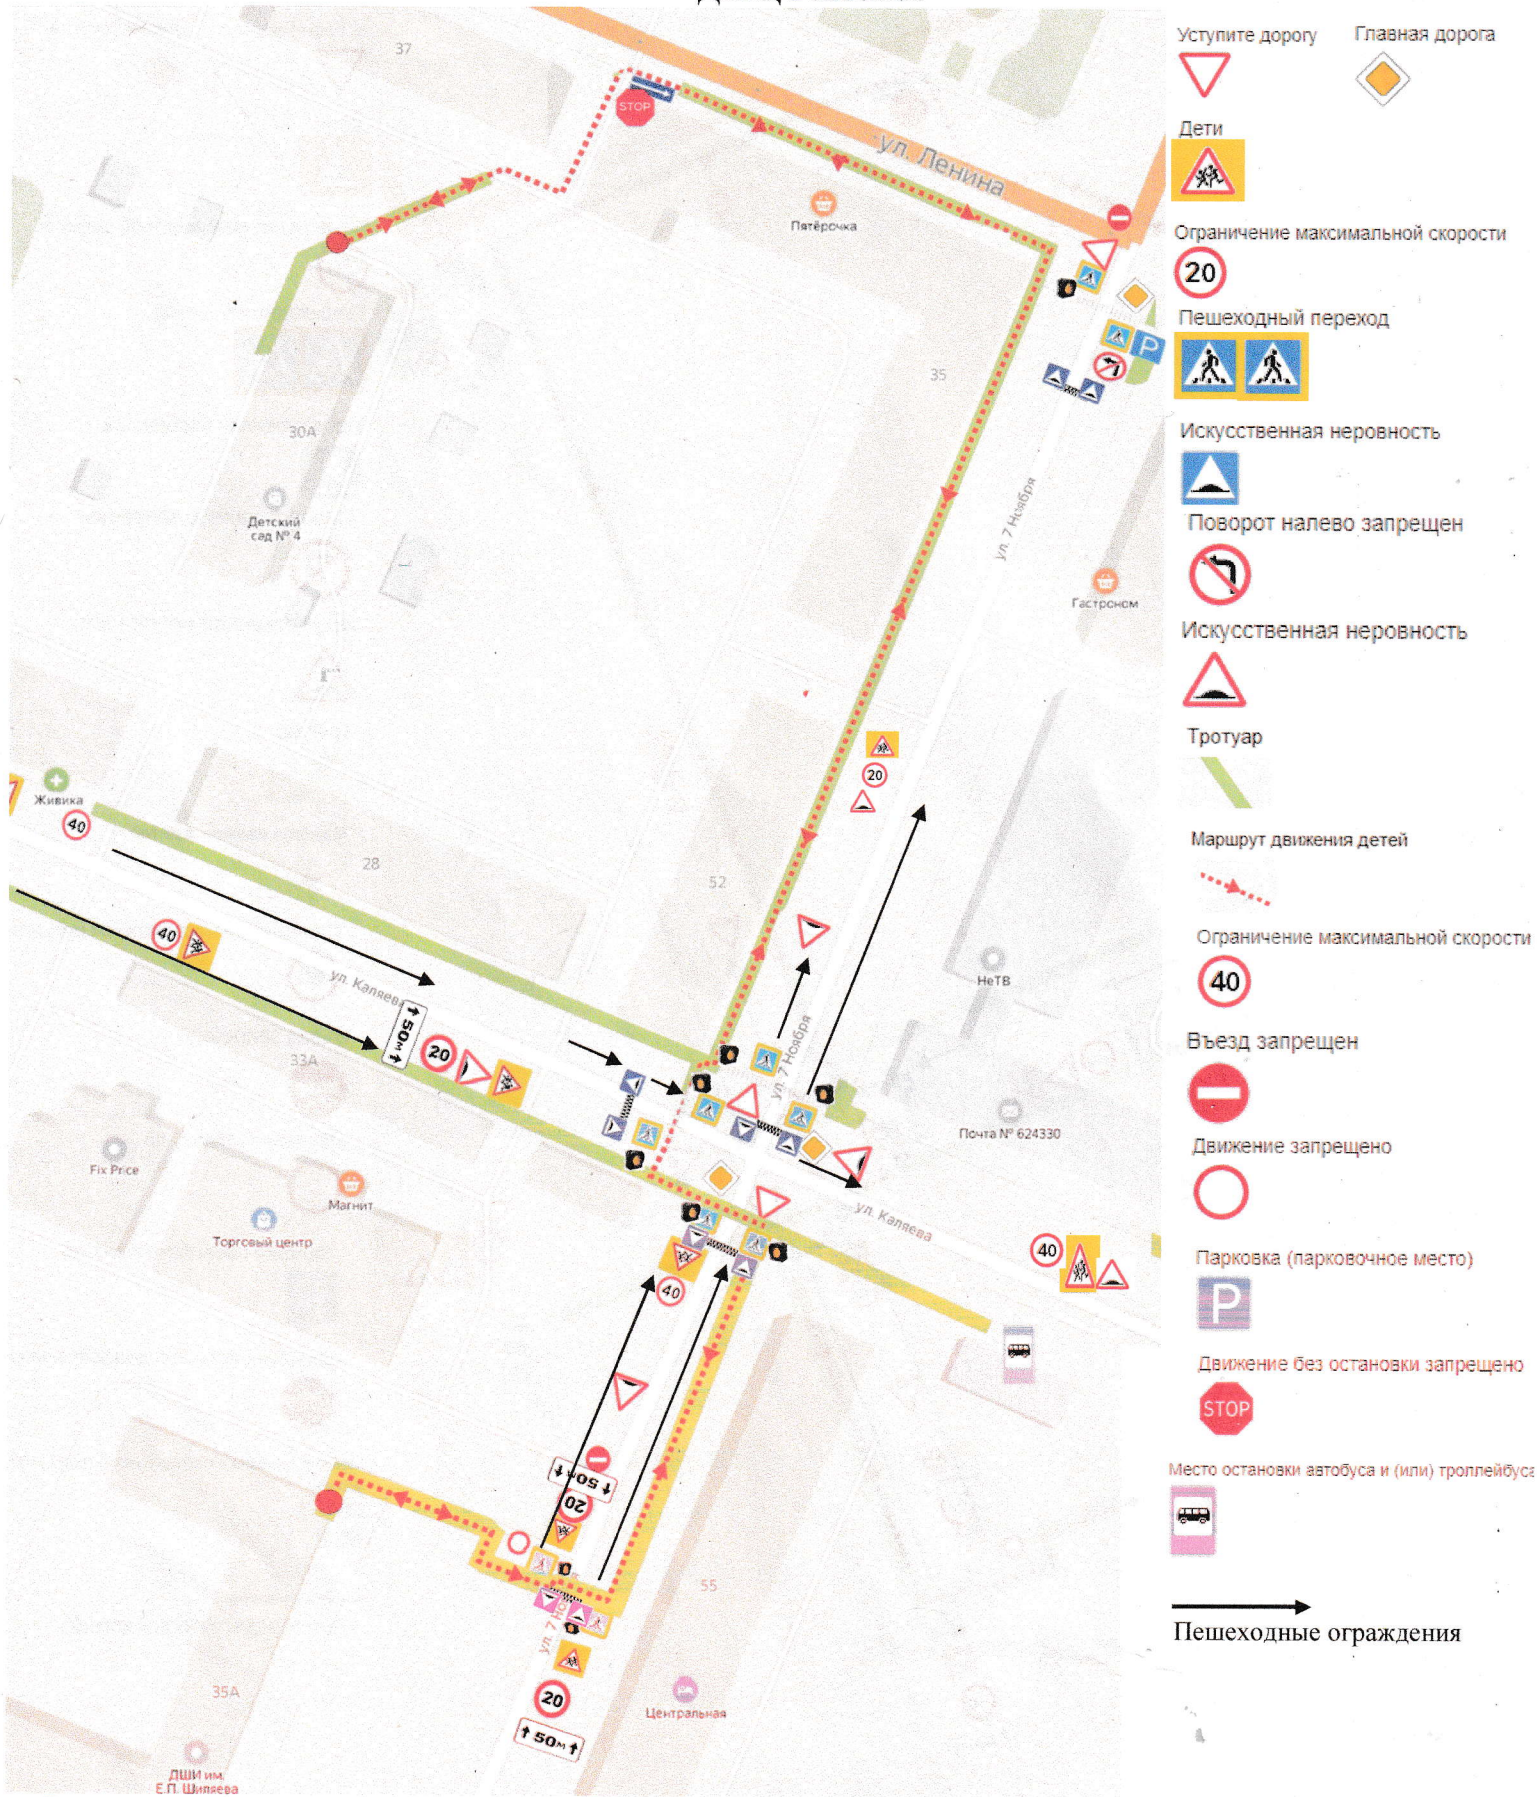 37
STOP
ул. Ленина
Пятёрочка
35
P
30А
Детский
сад № 4
ул. 7 Ноября
Гастроном
20
Живика
40
28
52
40
ул. Каляева
50м
20
33А
НеТВ
ул. 7 Ноября
Почта № 624330
Fix Price
Магнит
Торговый центр
ул. Каляева
40
40
50м
20
55
ул. 7 Но
20
50м
35А
Центральная
ДШИ им.
Е.П. Шиляева
Уступите дорогу
Главная дорога
Дети
Ограничение максимальной скорости
20
Пешеходный переход
Искусственная неровность
Поворот налево запрещен
Искусственная неровность
Тротуар
Маршрут движения детей
Ограничение максимальной скорости
40
Въезд запрещен
Движение запрещено
Парковка (парковочное место)
P
Движение без остановки запрещено
STOP
Место остановки автобуса и (или) троллейбуса
Пешеходные ограждения